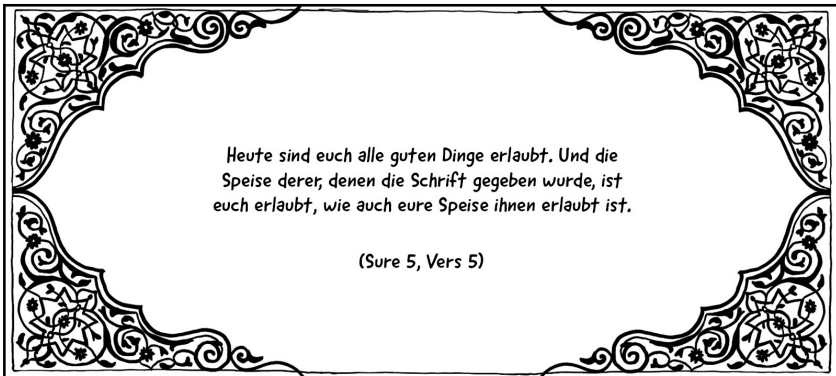 Heute sind euch alle guten Dinge erlaubt. Und die
Speise derer, denen die Schrift gegeben wurde, ist
euch erlaubt, wie auch eure Speise ihnen erlaubt ist.
(Sure 5, Vers 5)